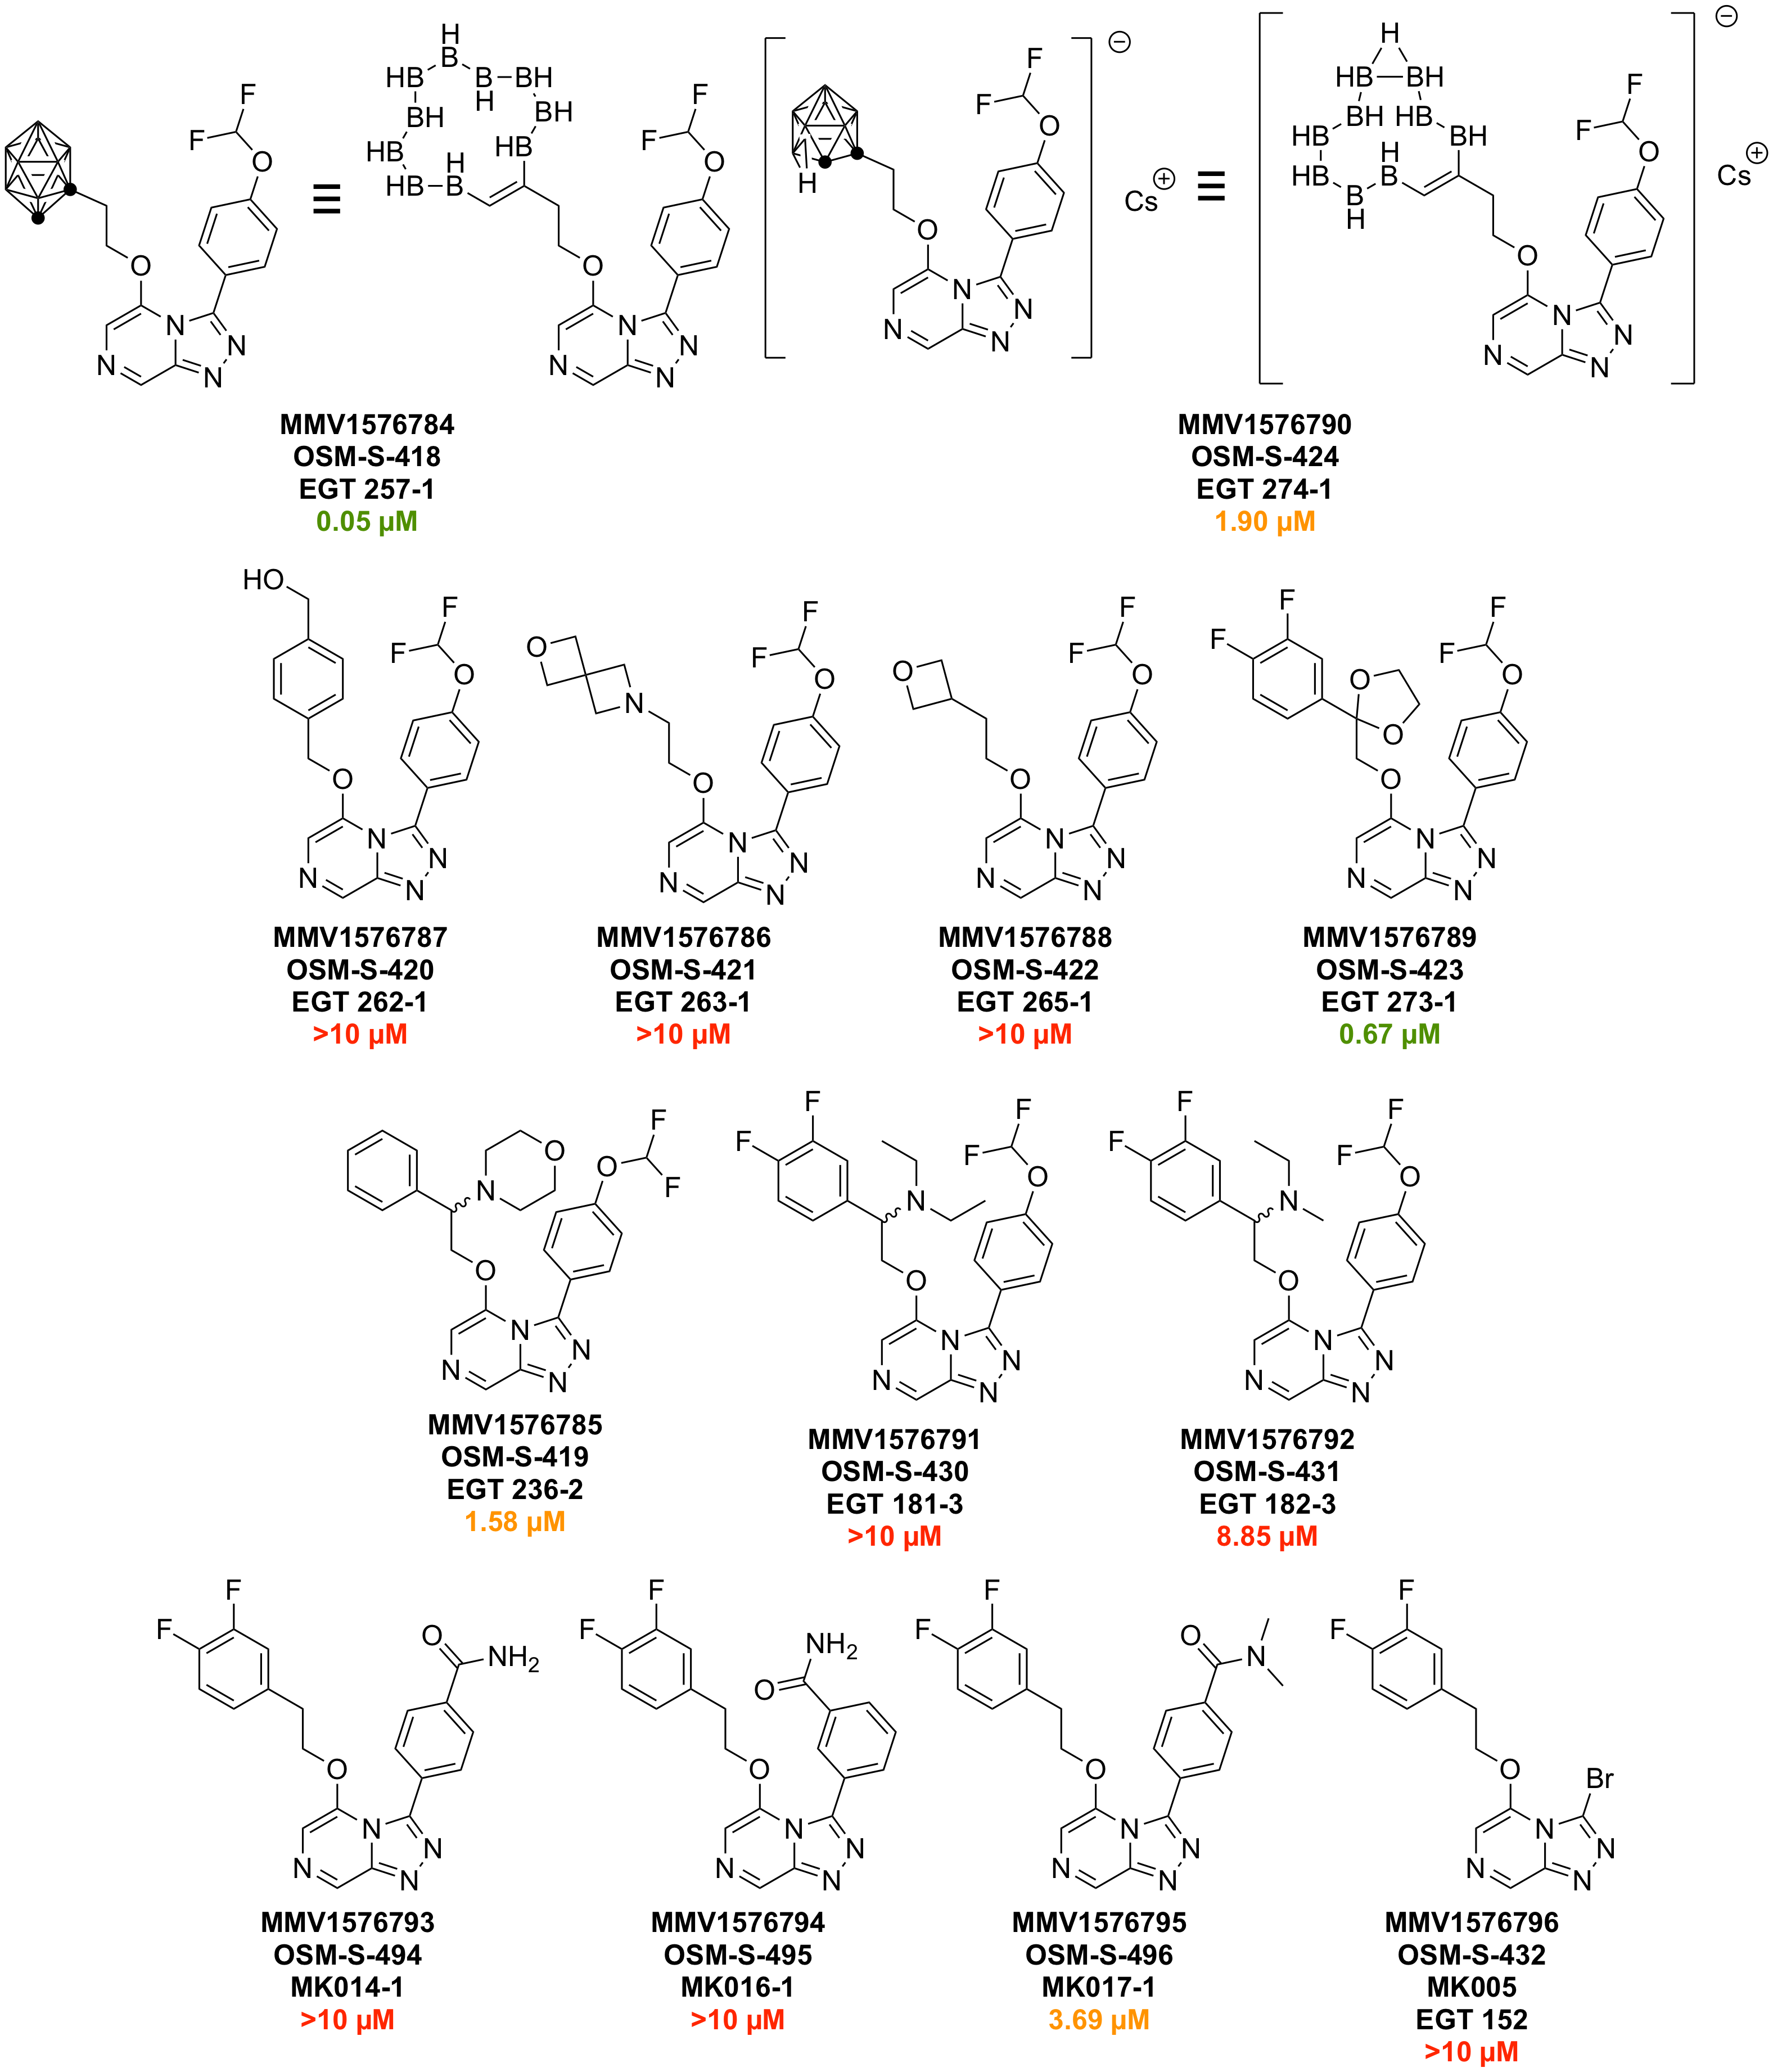 MMV1576784
OSM-S-418
EGT 257-1
0.05 µM
MMV1576790
OSM-S-424
EGT 274-1
1.90 µM
MMV1576787
OSM-S-420
EGT 262-1
>10 µM
MMV1576786
OSM-S-421
EGT 263-1
>10 µM
MMV1576788
OSM-S-422
EGT 265-1
>10 µM
MMV1576789
OSM-S-423
EGT 273-1
0.67 µM
MMV1576785
OSM-S-419
EGT 236-2
1.58 µM
MMV1576791
OSM-S-430
EGT 181-3
>10 µM
MMV1576792
OSM-S-431
EGT 182-3
8.85 µM
MMV1576793
OSM-S-494
MK014-1
>10 µM
MMV1576794
OSM-S-495
MK016-1
>10 µM
MMV1576795
OSM-S-496
MK017-1
3.69 µM
MMV1576796
OSM-S-432
MK005
EGT 152
>10 µM